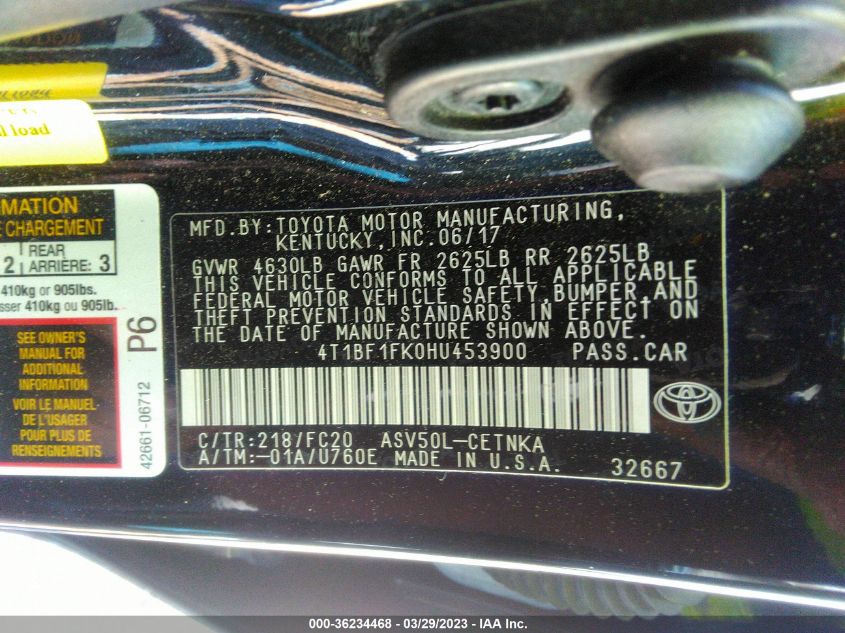 l load
MATION
E CHARGEMENT
2 REAR ARRIÈRE: 3
410kg or 905lbs.
sser 410kg ou 905lb.
SEE OWNER'S
MANUAL FOR
ADDITIONAL
INFORMATION
VOIR LE MANUEL-
DE L'USAGER
POUR PLUS DE
RENSEIGNEMENTS
P6
42661-06712
MFD.BY:TOYOTA MOTOR MANUFACTURING,
KENTUCKY,INC.06/17
GVWR 4630LB GAWR FR 2625LB RR 2625LB
THIS VEHICLE CONFORMS TO ALL APPLICABLE
FEDERAL MOTOR VEHICLE SAFETY,BUMPER,AND
THEFT PREVENTION STANDARDS IN EFFECT ON
THE DATE OF MANUFACTURE SHOWN ABOVE.
4T1BF1FK0HU453900 PASS.CAR
C/TR:218/FC20 ASV50L-CETNKA
A/TM:-01A/U760E MADE IN U.S.A. 32667
000-36234468 - 03/29/2023 - IAA Inc.